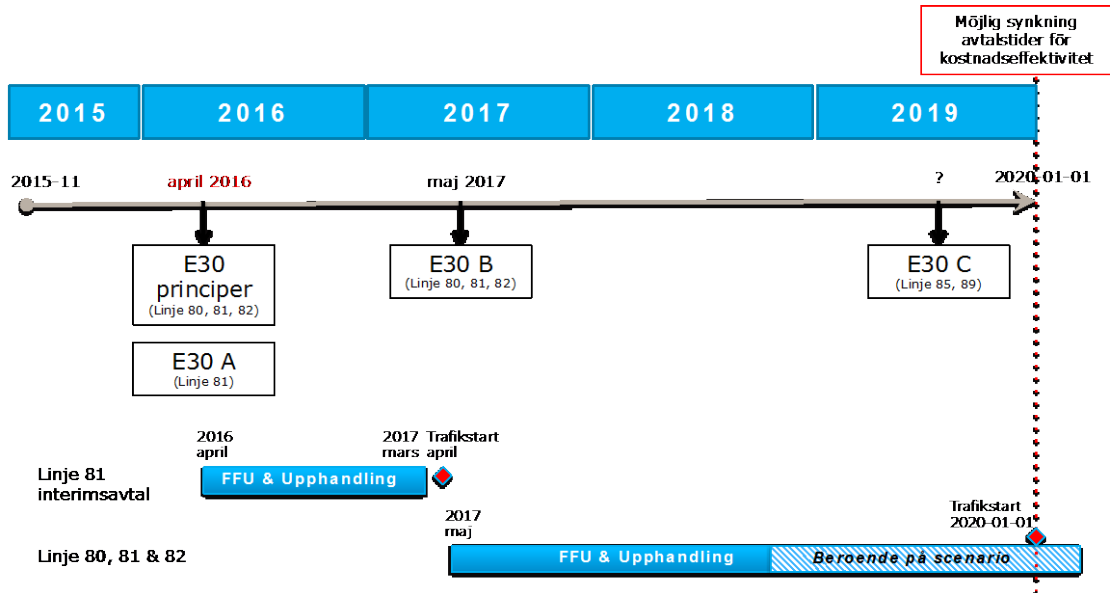 Möjlig synkning
avtalstider för
kostnadseffektivitet
2015 2016 2017 2018 2019
2015-11 april 2016 maj 2017 ? 2020-01-01
E30
principer
(Linje 80, 81, 82)
E30 B
(Linje 80, 81, 82)
E30 C
(Linje 85, 89)
E30 A
(Linje 81)
2016
april
2017 Trafikstart
mars april
Linje 81
interimsavtal
FFU & Upphandling
2017
maj
Trafikstart
2020-01-01
Linje 80, 81 & 82
FFU & Upphandling
Beroende på scenario